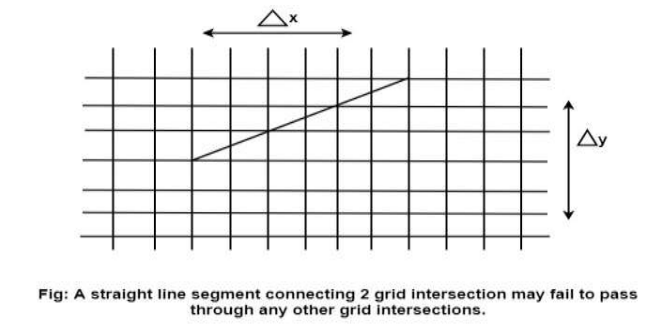 △x
△y
Fig: A straight line segment connecting 2 grid intersection may fail to pass
through any other grid intersections.